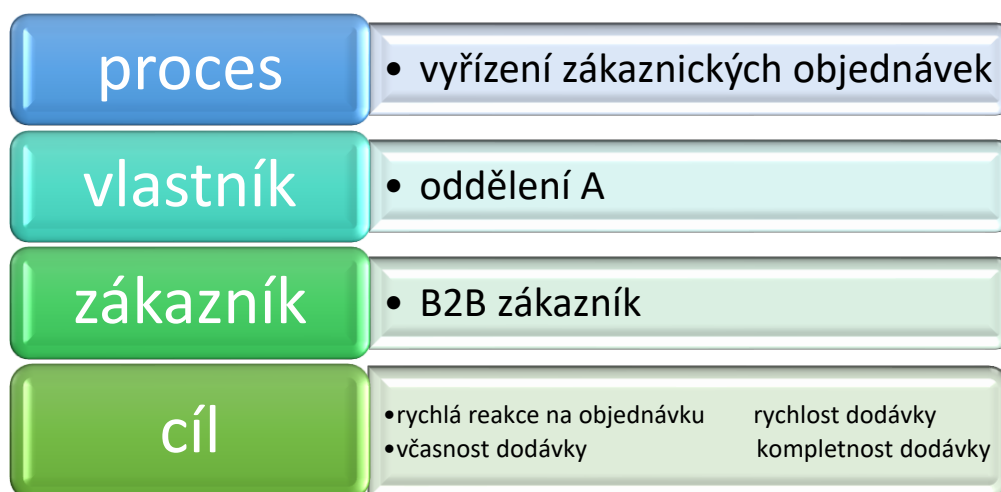 proces
• vyřízení zákaznických objednávek
vlastník
• oddělení A
zákazník
• B2B zákazník
cíl
•rychlá reakce na objednávku rychlost dodávky
•včasnost dodávky kompletnost dodávky